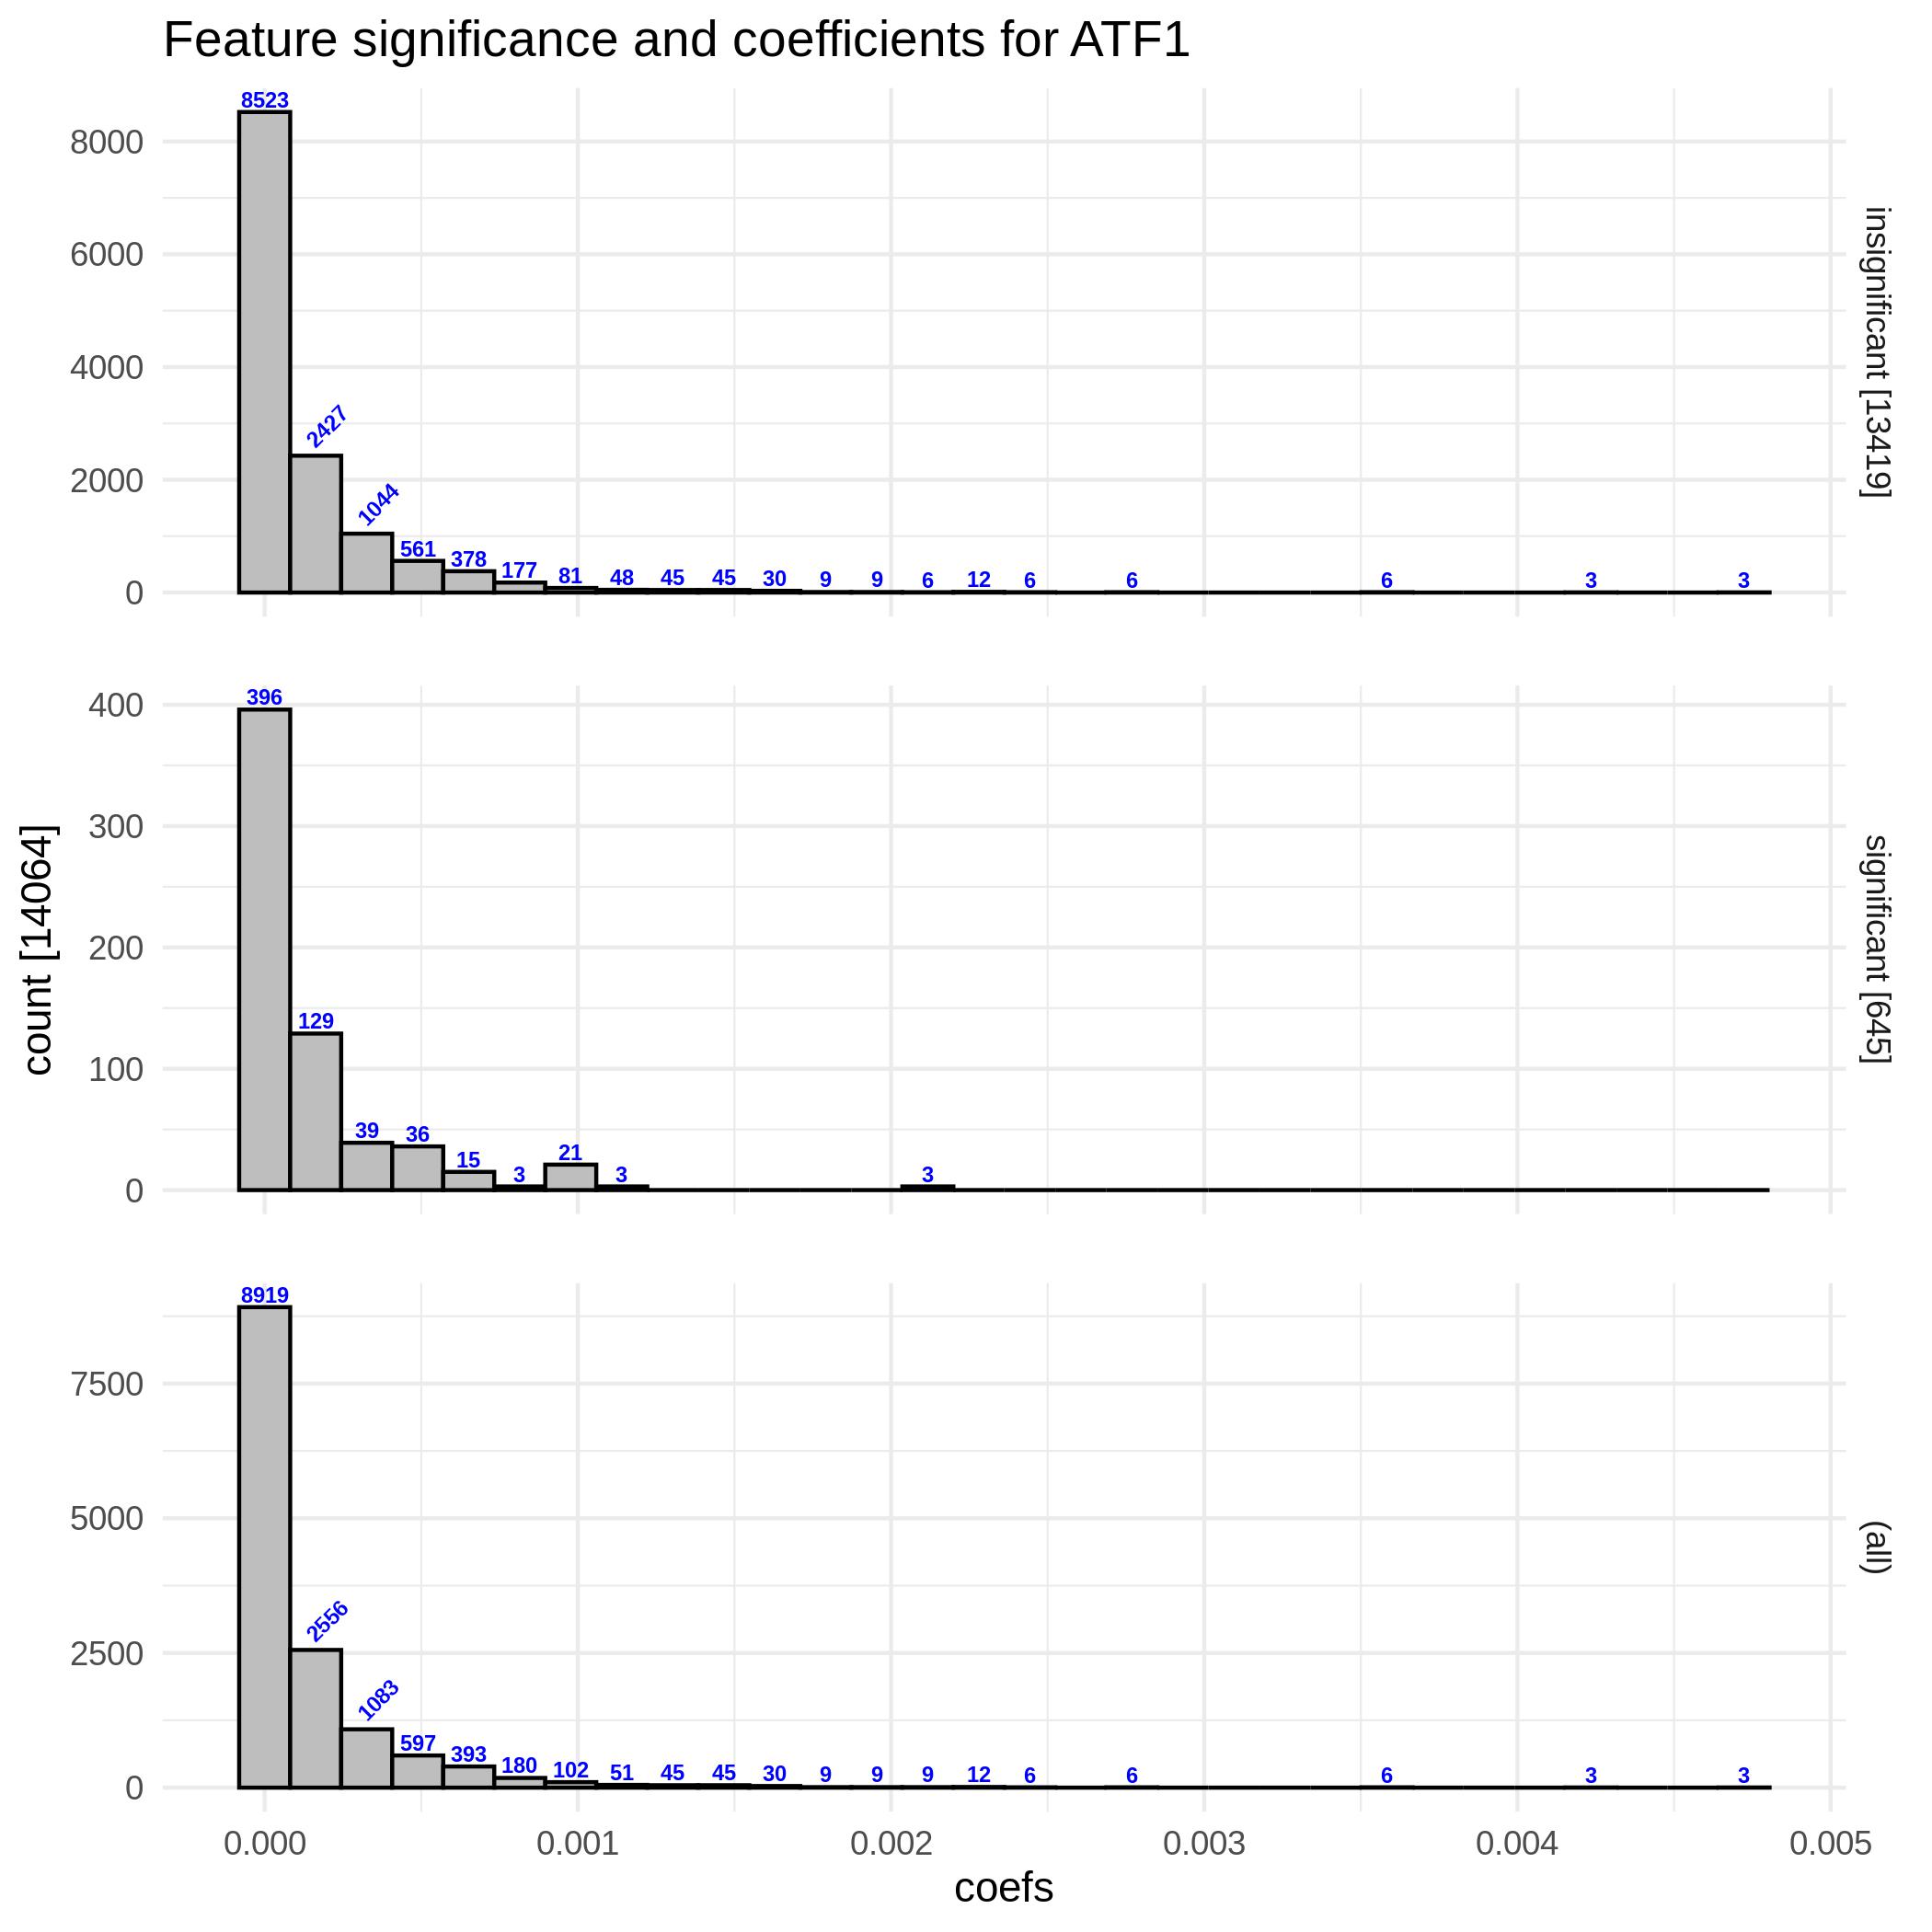 Feature significance and coefficients for ATF1
count [14064]
8000
6000
4000
2000
0
8523
2427
1044
561 378 177 81 48 45 45 30 9 9 6 12 6 6 6 3 3
insignificant [13419]
400
300
200
100
0
396
129
39 36 15 3 21 3 3
significant [645]
7500
5000
2500
0
8919
2556
1083
597 393 180 102 51 45 45 30 9 9 9 12 6 6 6 3 3
(all)
0.000 0.001 0.002 0.003 0.004 0.005
coefs